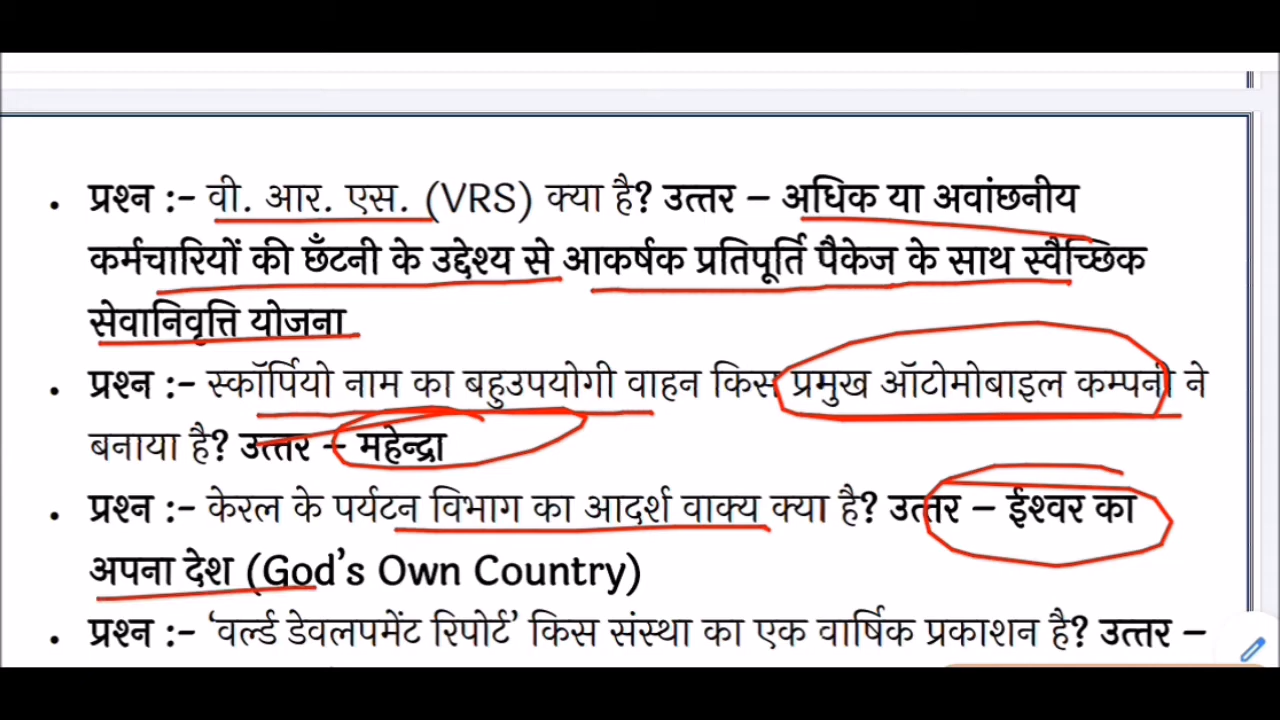 • प्रश्न :- वी. आर. एस. (VRS) क्या है? उत्तर – अधिक या अवांछनीय
कर्मचारियों की छँटनी के उद्देश्य से आकर्षक प्रतिपूर्ति पैकेज के साथ स्वैच्छिक
सेवानिवृत्ति योजना
• प्रश्न :- स्कॉर्पियो नाम का बहुउपयोगी वाहन किस प्रमुख ऑटोमोबाइल कम्पनी ने
बनाया है? उत्तर – महेन्द्रा
• प्रश्न :- केरल के पर्यटन विभाग का आदर्श वाक्य क्या है? उत्तर – ईश्वर का
अपना देश (God's Own Country)
• प्रश्न :- ‘वर्ल्ड डेवलपमेंट रिपोर्ट’ किस संस्था का एक वार्षिक प्रकाशन है? उत्तर –